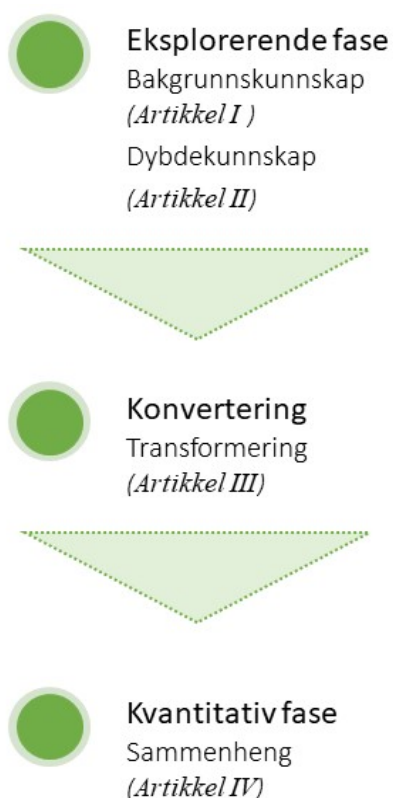 Eksplorerende fase
Bakgrunnskunnskap
(Artikkel I )
Dybdekunnskap
(Artikkel II)
Konvertering
Transformering
(Artikkel III)
Kvantitativ fase
Sammenheng
(Artikkel IV)